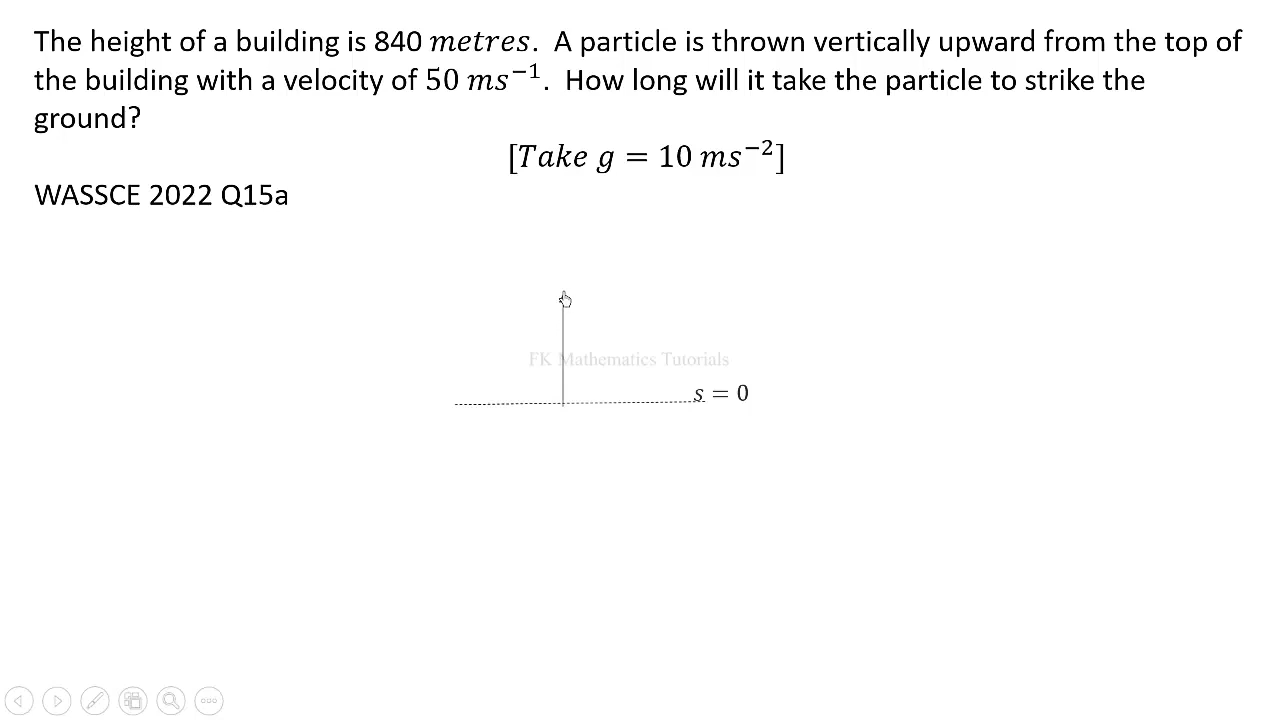 The height of a building is 840 metres. A particle is thrown vertically upward from the top of
the building with a velocity of 50 ms⁻¹. How long will it take the particle to strike the
ground?
[Take g = 10 ms⁻²]
WASSCE 2022 Q15a
FK Mathematics Tutorials
s = 0